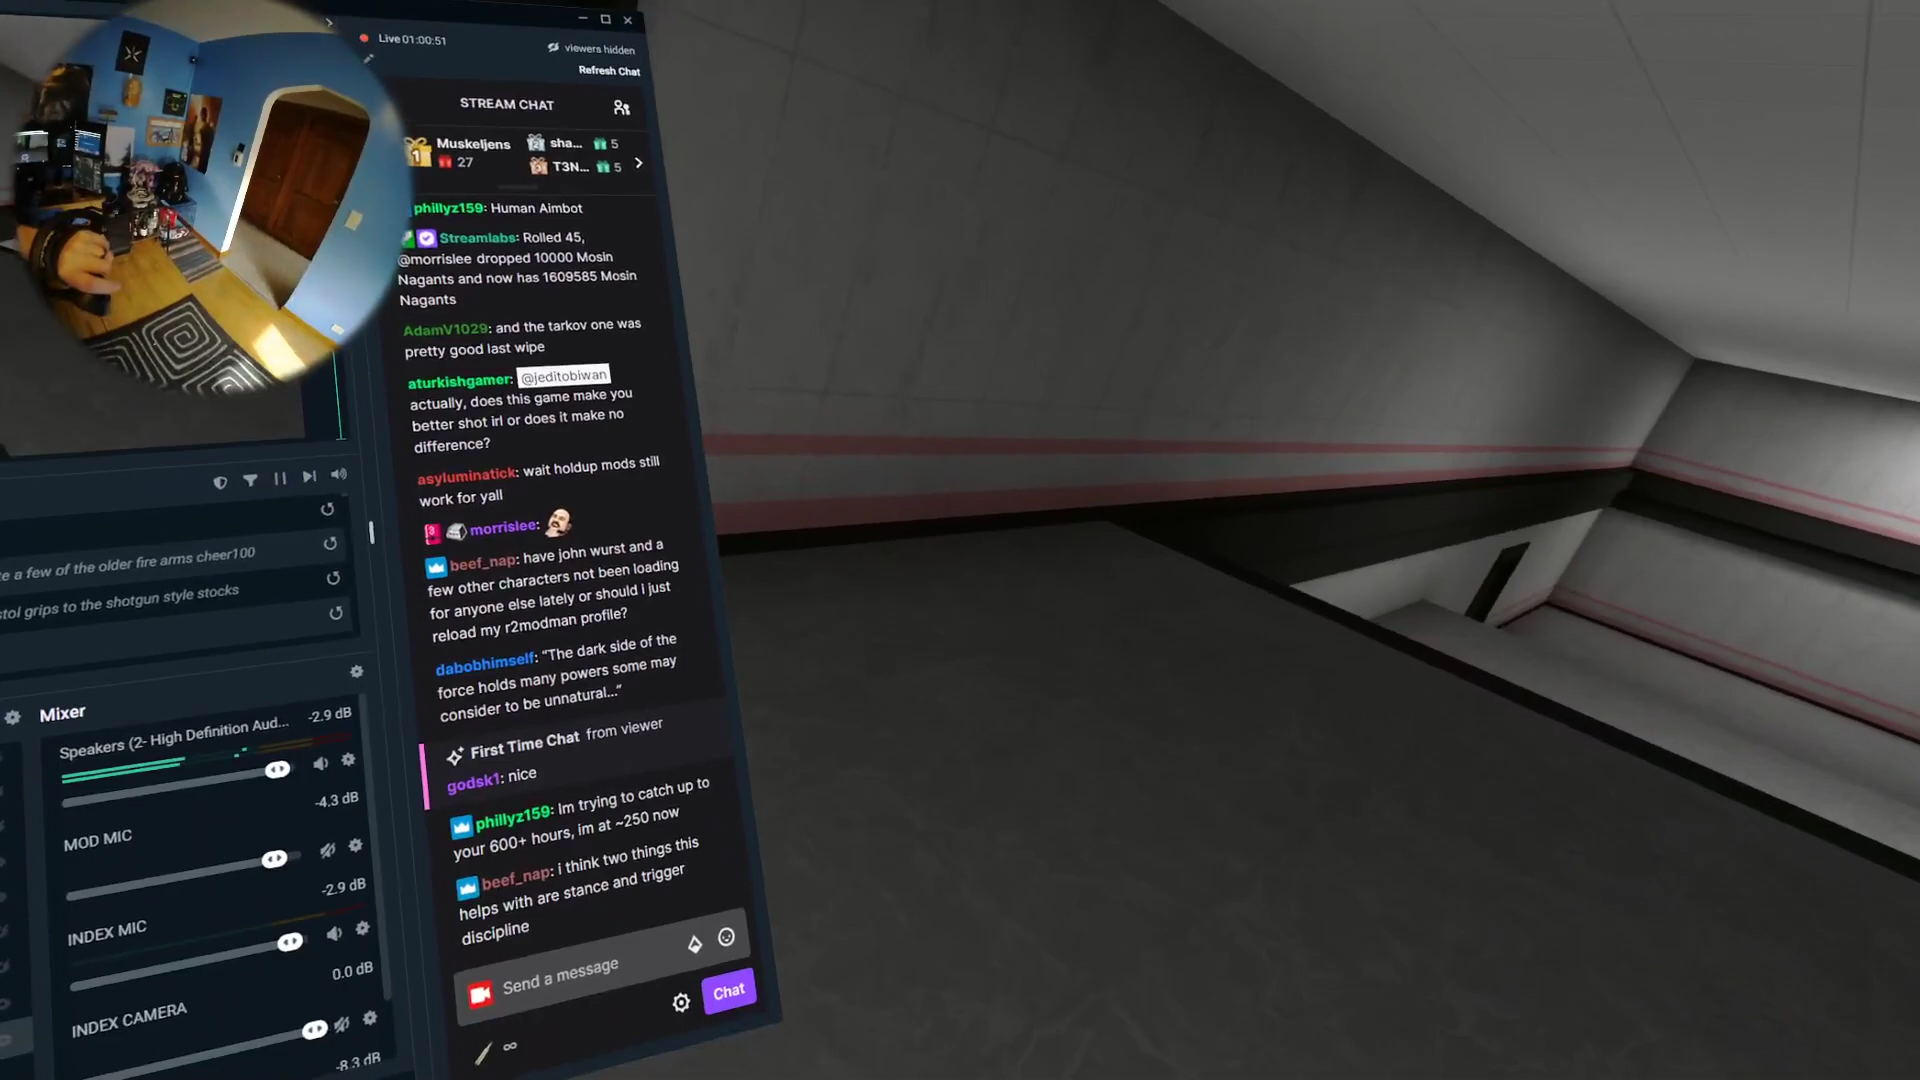 Live 01:00:51
viewers hidden
Refresh Chat
STREAM CHAT
1
Muskeljens
27
2
sha...
5
3
T3N...
5
phillyz159: Human Aimbot
Streamlabs: Rolled 45,
@morrislee dropped 10000 Mosin
Nagants and now has 1609585 Mosin
Nagants
AdamV1029: and the tarkov one was
pretty good last wipe
aturkishgamer: @jeditobiwan
actually, does this game make you
better shot irl or does it make no
difference?
asyluminatick: wait holdup mods still
work for yall
3
morrislee:
beef_nap: have john wurst and a
few other characters not been loading
for anyone else lately or should I just
reload my r2modman profile?
dabobhimself: “The dark side of the
force holds many powers some may
consider to be unnatural...”
First Time Chat from viewer
godsk1: nice
phillyz159: Im trying to catch up to
your 600+ hours, im at ~250 now
beef_nap: i think two things this
helps with are stance and trigger
discipline
Send a message
Chat
∞
te a few of the older fire arms cheer100
stol grips to the shotgun style stocks
Mixer
Speakers (2- High Definition Aud...
-2.9 dB
MOD MIC
-4.3 dB
INDEX MIC
-2.9 dB
INDEX CAMERA
0.0 dB
-8.3 dB